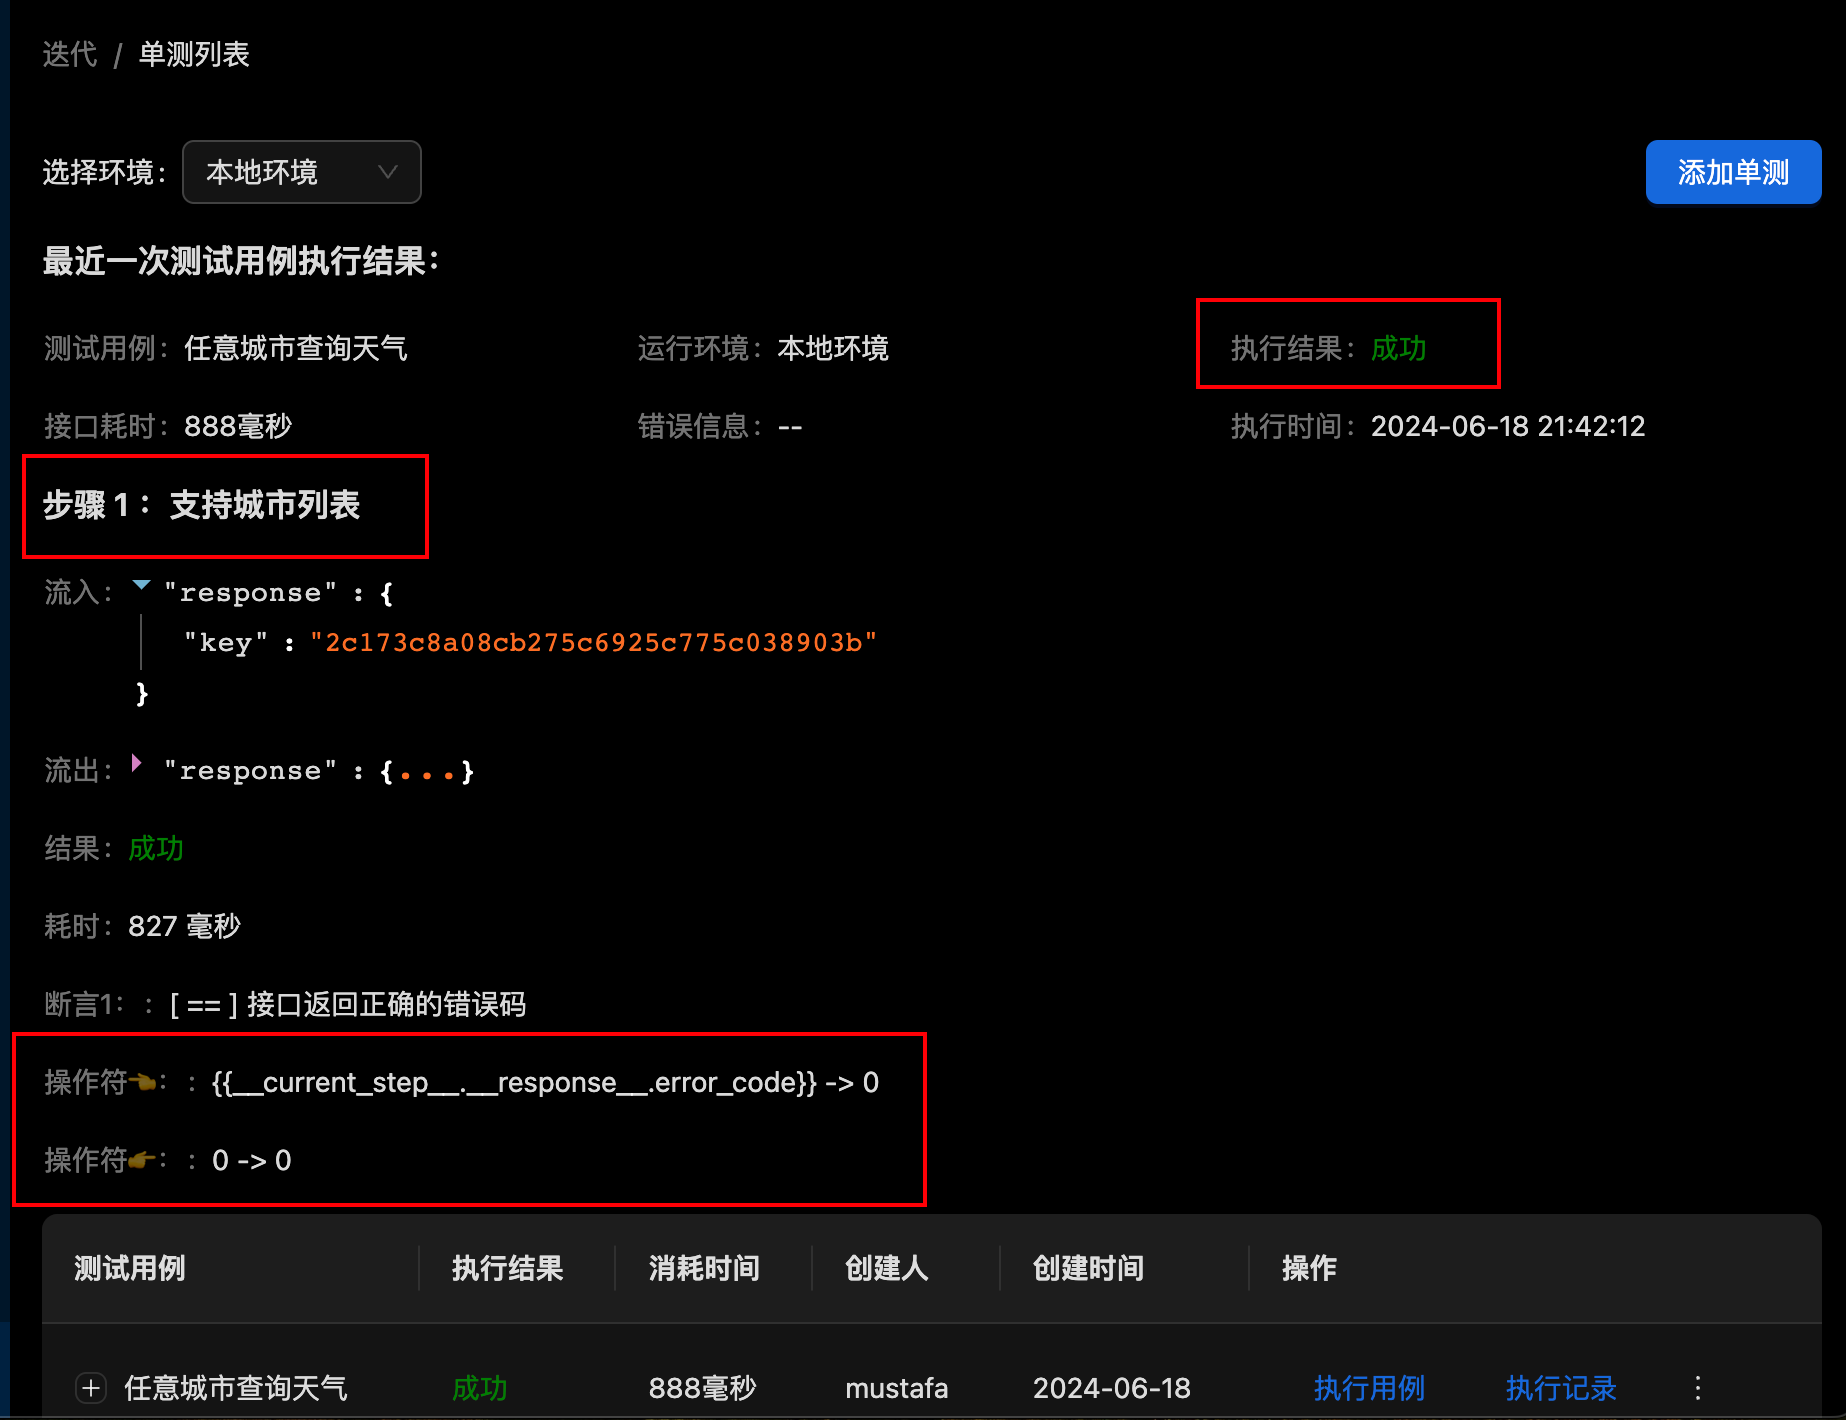 迭代 / 单测列表
选择环境： 本地环境
添加单测
最近一次测试用例执行结果：
测试用例： 任意城市查询天气 运行环境： 本地环境 执行结果： 成功
接口耗时： 888毫秒 错误信息： -- 执行时间： 2024-06-18 21:42:12
步骤 1 ： 支持城市列表
流入： "response" : {
"key" : "2c173c8a08cb275c6925c775c038903b"
}
流出： "response" : {...}
结果： 成功
耗时： 827 毫秒
断言1： : [ == ] 接口返回正确的错误码
操作符👈： : {{__current_step__.__response__.error_code}} -> 0
操作符👉： : 0 -> 0
测试用例 执行结果 消耗时间 创建人 创建时间 操作
任意城市查询天气 成功 888毫秒 mustafa 2024-06-18 执行用例 执行记录